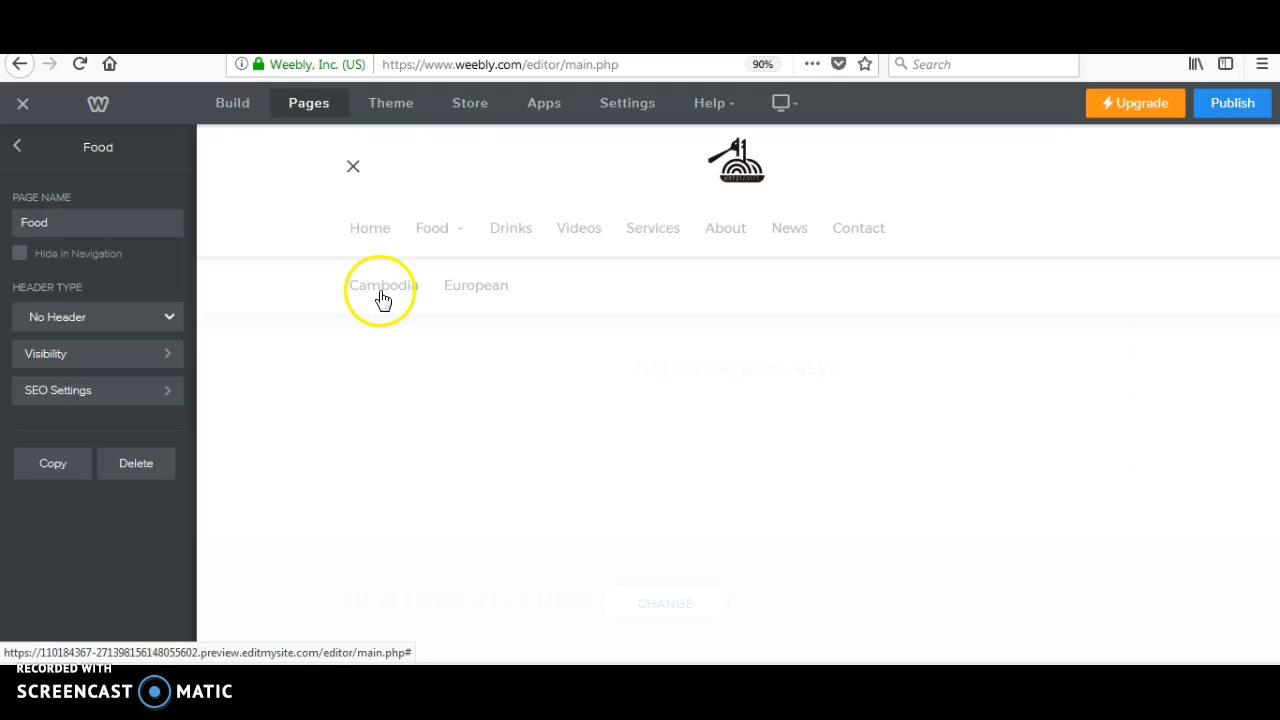 Weebly, Inc. (US) https://www.weebly.com/editor/main.php 90% Search
Build Pages Theme Store Apps Settings Help Upgrade Publish
Food
PAGE NAME
Food
Hide in Navigation
HEADER TYPE
No Header
Visibility
SEO Settings
Copy Delete
Home Food Drinks Videos Services About News Contact
Cambodia European
CHANGE
https://110184367-271398156148055602.preview.editmysite.com/editor/main.php#
RECORDED WITH
SCREENCAST MATIC